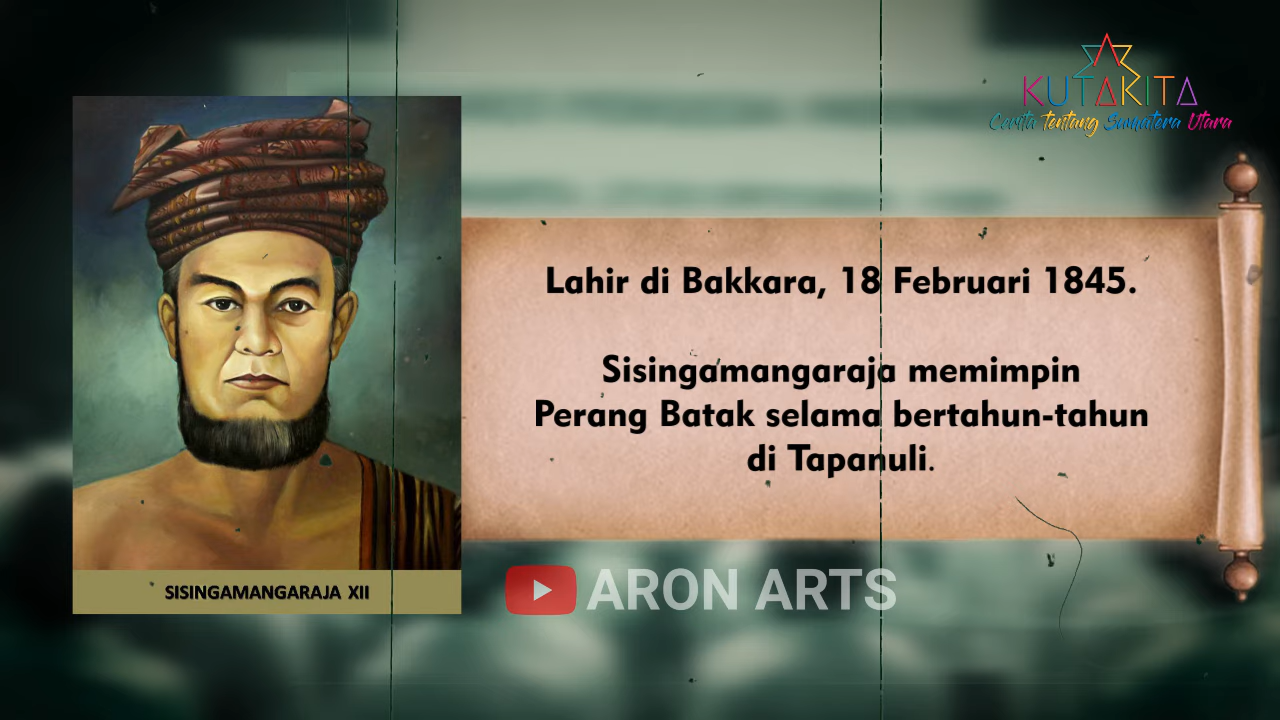 KUTAKITA
Cerita Tentang Sumatera Utara
Lahir di Bakkara, 18 Februari 1845.
Sisingamangaraja memimpin
Perang Batak selama bertahun-tahun
di Tapanuli.
SISINGAMANGARAJA XII
ARON ARTS